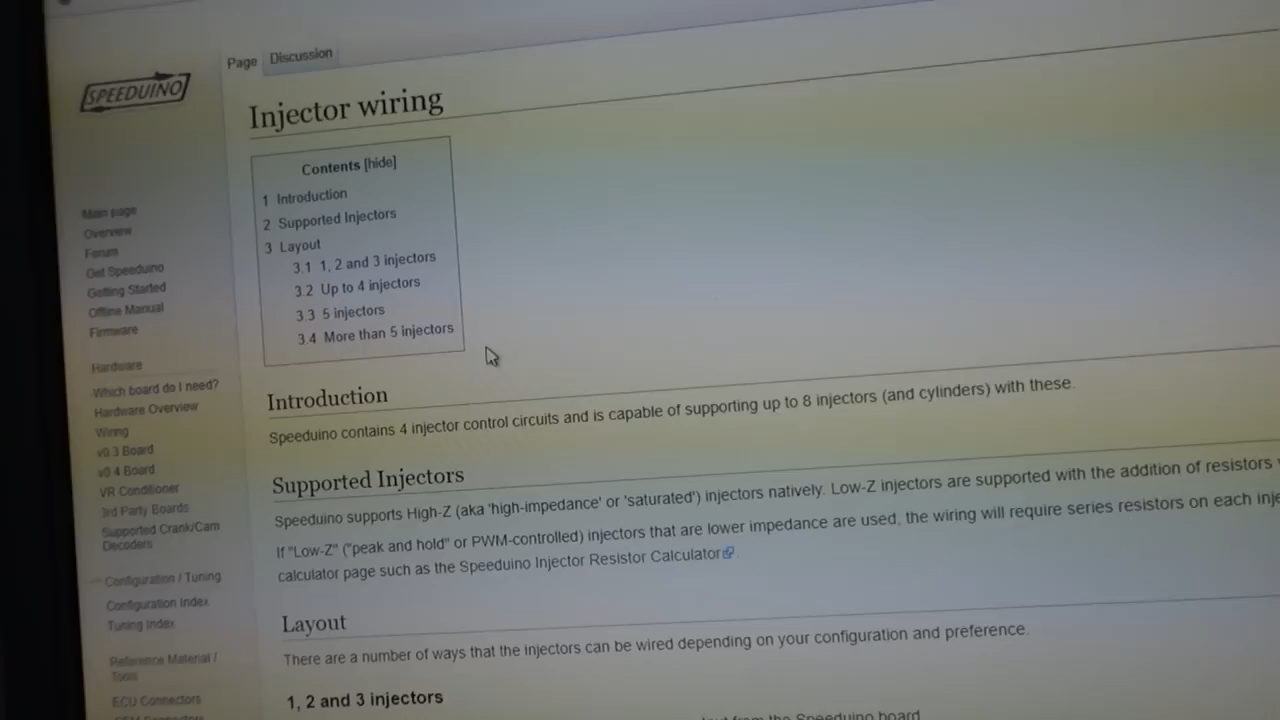 Page Discussion
SPEEDUINO
Injector wiring
Contents [hide]
1 Introduction
2 Supported Injectors
3 Layout
3.1 1, 2 and 3 injectors
3.2 Up to 4 injectors
3.3 5 injectors
3.4 More than 5 injectors
Main page
Overview
Forum
Get Speeduino
Getting Started
Offline Manual
Firmware
Hardware
Which board do I need?
Hardware Overview
Wiring
v0.3 Board
v0.4 Board
VR Conditioner
3rd Party Boards
Supported Crank/Cam
Decoders
Configuration / Tuning
Configuration Index
Tuning Index
Reference Material /
Tools
ECU Connectors
Introduction
Speeduino contains 4 injector control circuits and is capable of supporting up to 8 injectors (and cylinders) with these.
Supported Injectors
Speeduino supports High-Z (aka 'high-impedance' or 'saturated') injectors natively. Low-Z injectors are supported with the addition of resistors
If "Low-Z" ("peak and hold" or PWM-controlled) injectors that are lower impedance are used, the wiring will require series resistors on each
calculator page such as the Speeduino Injector Resistor Calculator
Layout
There are a number of ways that the injectors can be wired depending on your configuration and preference.
1, 2 and 3 injectors
from the Speeduino board